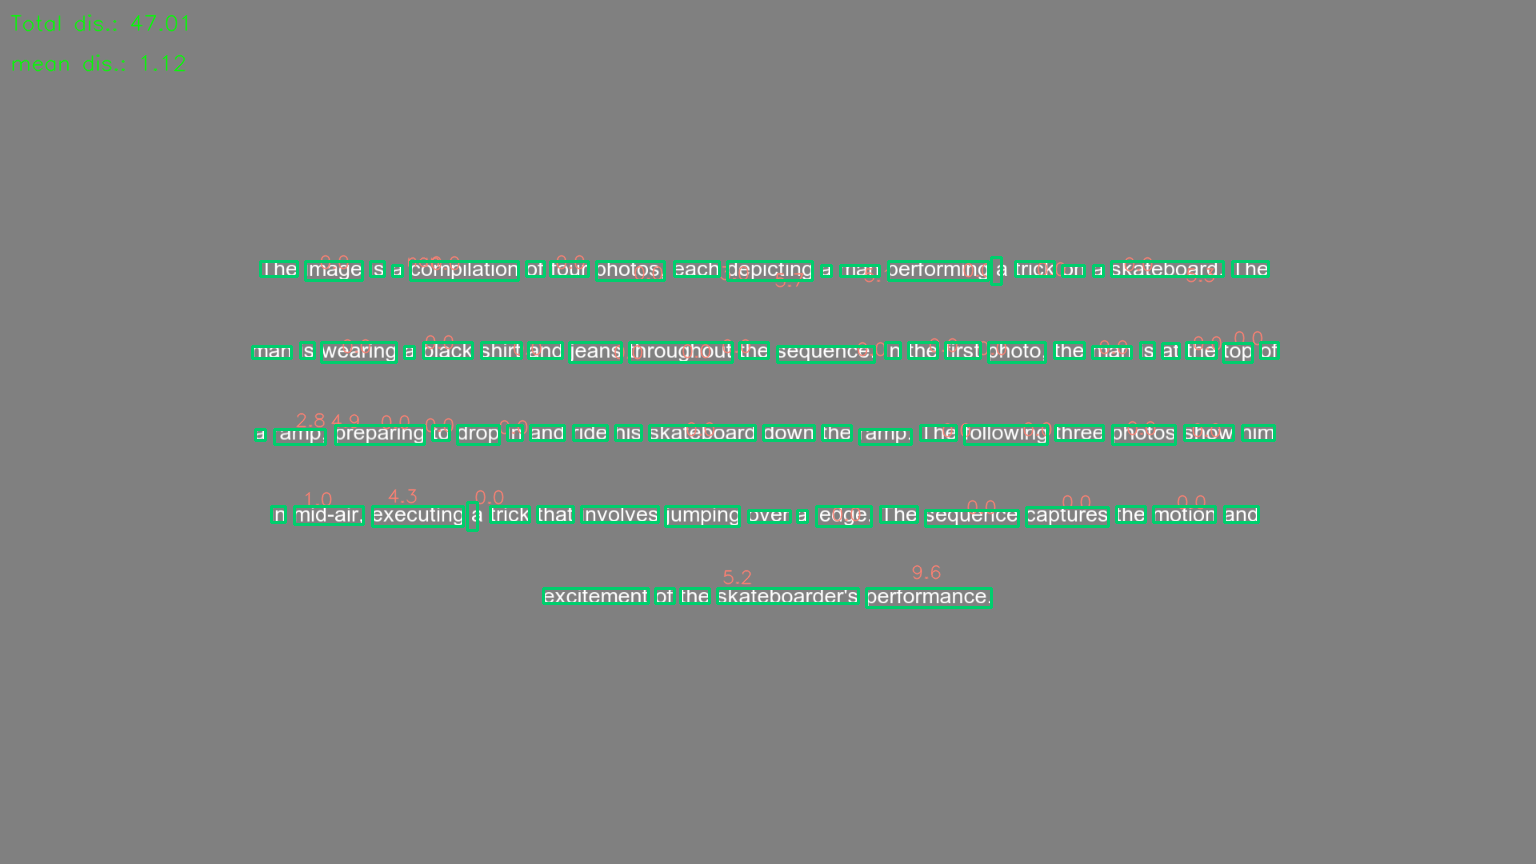 Total dis.: 47.01
mean dis.: 1.12
The image is a compilation of four photos, each depicting a man performing a trick on a skateboard. The
man is wearing a black shirt and jeans throughout the sequence. In the first photo, the man is at the top of
a ramp, preparing to drop in and ride his skateboard down the ramp. The following three photos show him
2.8 4.9 0.0 0.0 0.0
in mid-air, executing a trick that involves jumping over a edge. The sequence captures the motion and
1.0 4.3 0.0 0.0 0.0 0.0
excitement of the skateboarder's performance.
5.2 9.6